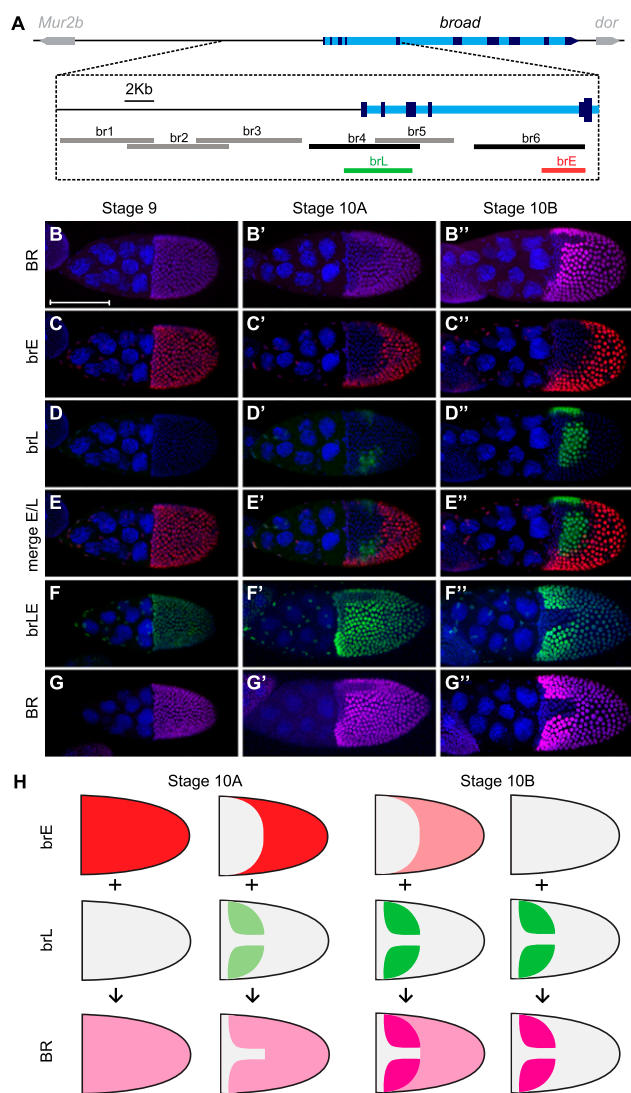 A
Mur2b broad dor
2Kb
br1 br3 br5
br2 br4 br6
brL brE
Stage 9 Stage 10A Stage 10B
BR B B’ B’’
brE C C’ C’’
brL D D’ D’’
merge E/L E E’ E’’
brLE F F’ F’’
BR G G’ G’’
H Stage 10A Stage 10B
brE
+ + + +
brL
BR